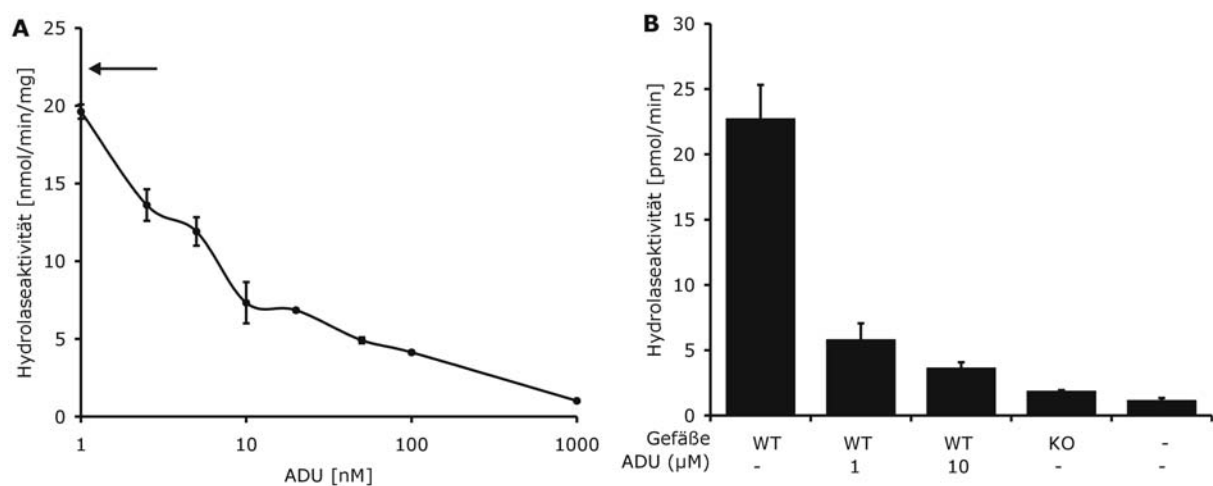 A
Hydrolaseaktivität [nmol/min/mg]
25
20
15
10
5
0
1 10 100 1000
ADU [nM]
B
Hydrolaseaktivität [pmol/min]
30
25
20
15
10
5
0
Gefäße WT WT WT KO -
ADU (µM) - 1 10 - -